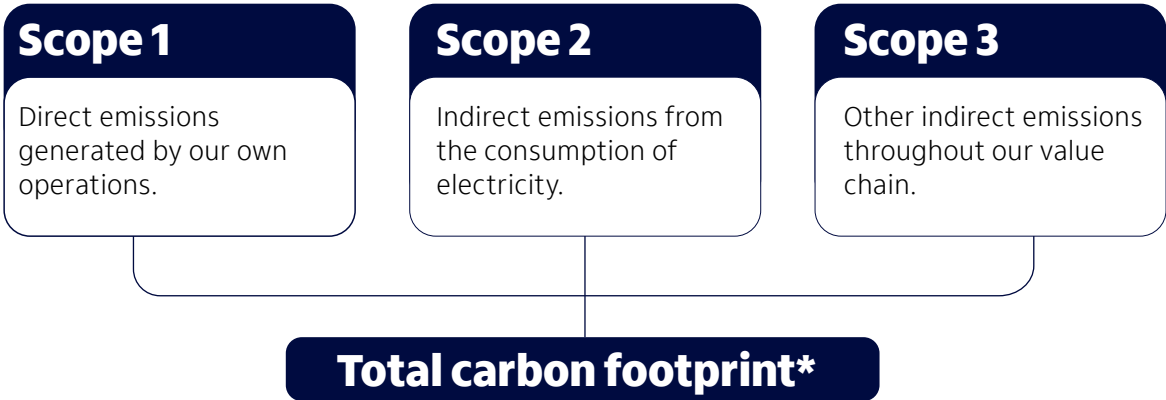 Scope 1
Direct emissions
generated by our own
operations.
Scope 2
Indirect emissions from
the consumption of
electricity.
Scope 3
Other indirect emissions
throughout our value
chain.
Total carbon footprint*